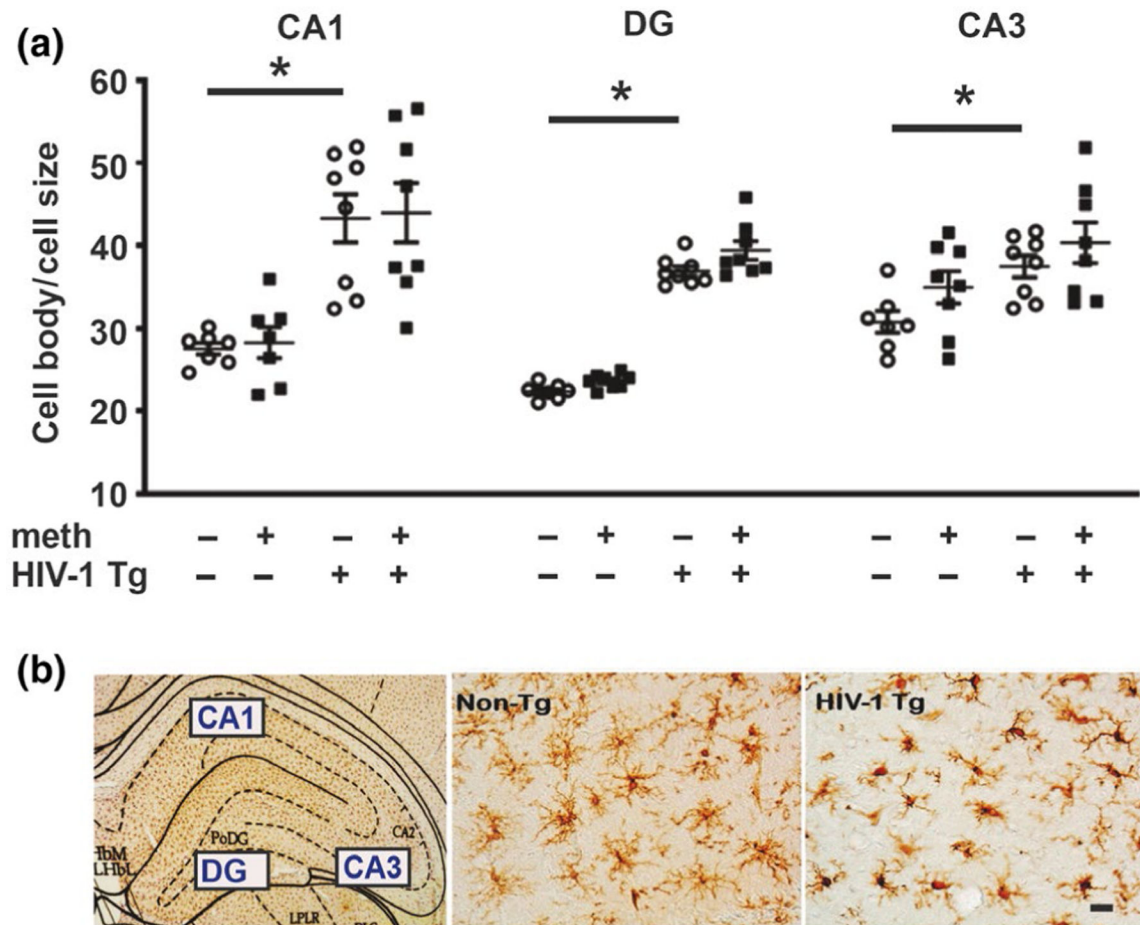 (a) CA1 DG CA3
* * *
Cell body/cell size
60
50
40
30
20
10
meth – + – + – + – + – + – +
HIV-1 Tg – – + + – – + + – – + +
(b)
CA1
PoDG
CA2
DG
CA3
LHbL
LPLR
Non-Tg
HIV-1 Tg